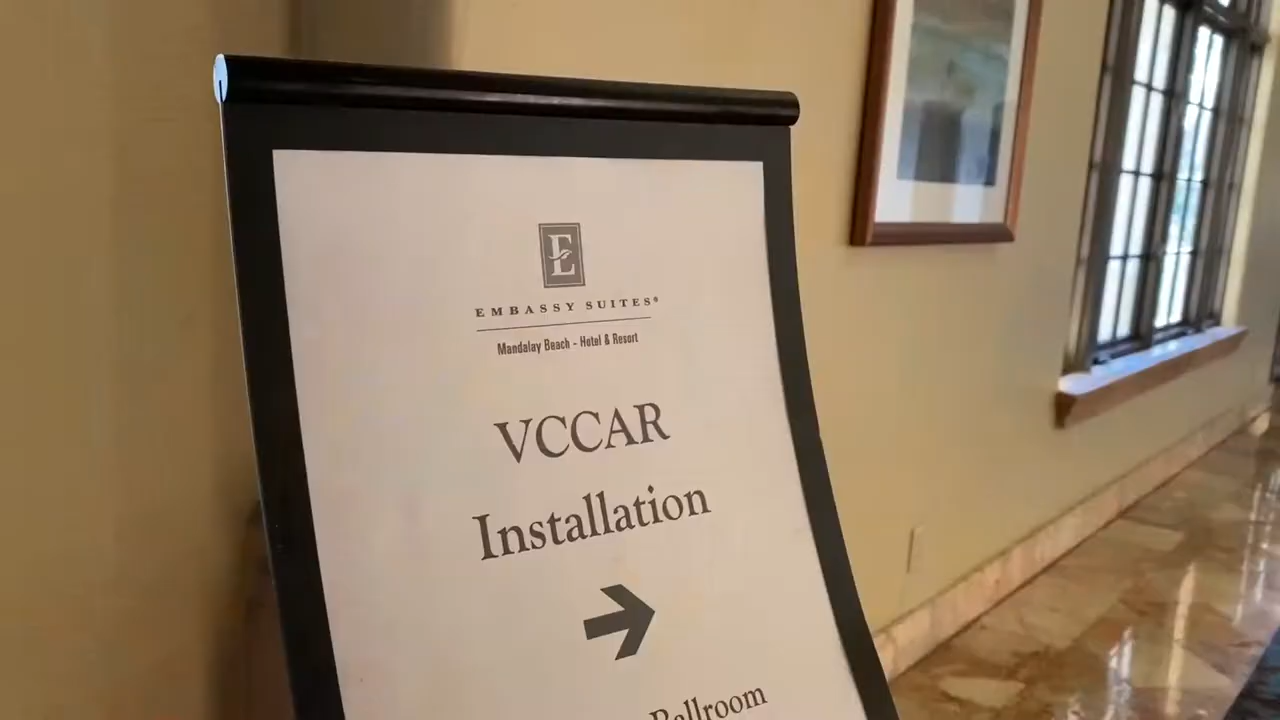 E
EMBASSY SUITES®
Mandalay Beach - Hotel & Resort
VCCAR
Installation
Ballroom